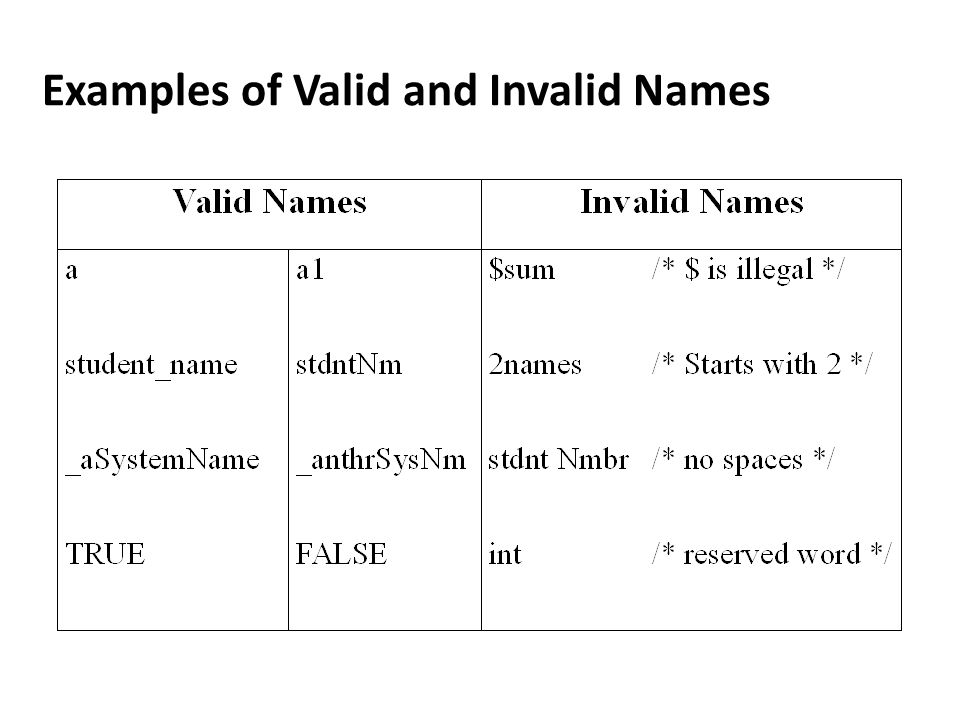 Examples of Valid and Invalid Names
Valid Names Invalid Names
a a1 $sum /* $ is illegal */
student_name stdntNm 2names /* Starts with 2 */
_aSystemName _anthrSysNm stdnt Nmbr /* no spaces */
TRUE FALSE int /* reserved word */